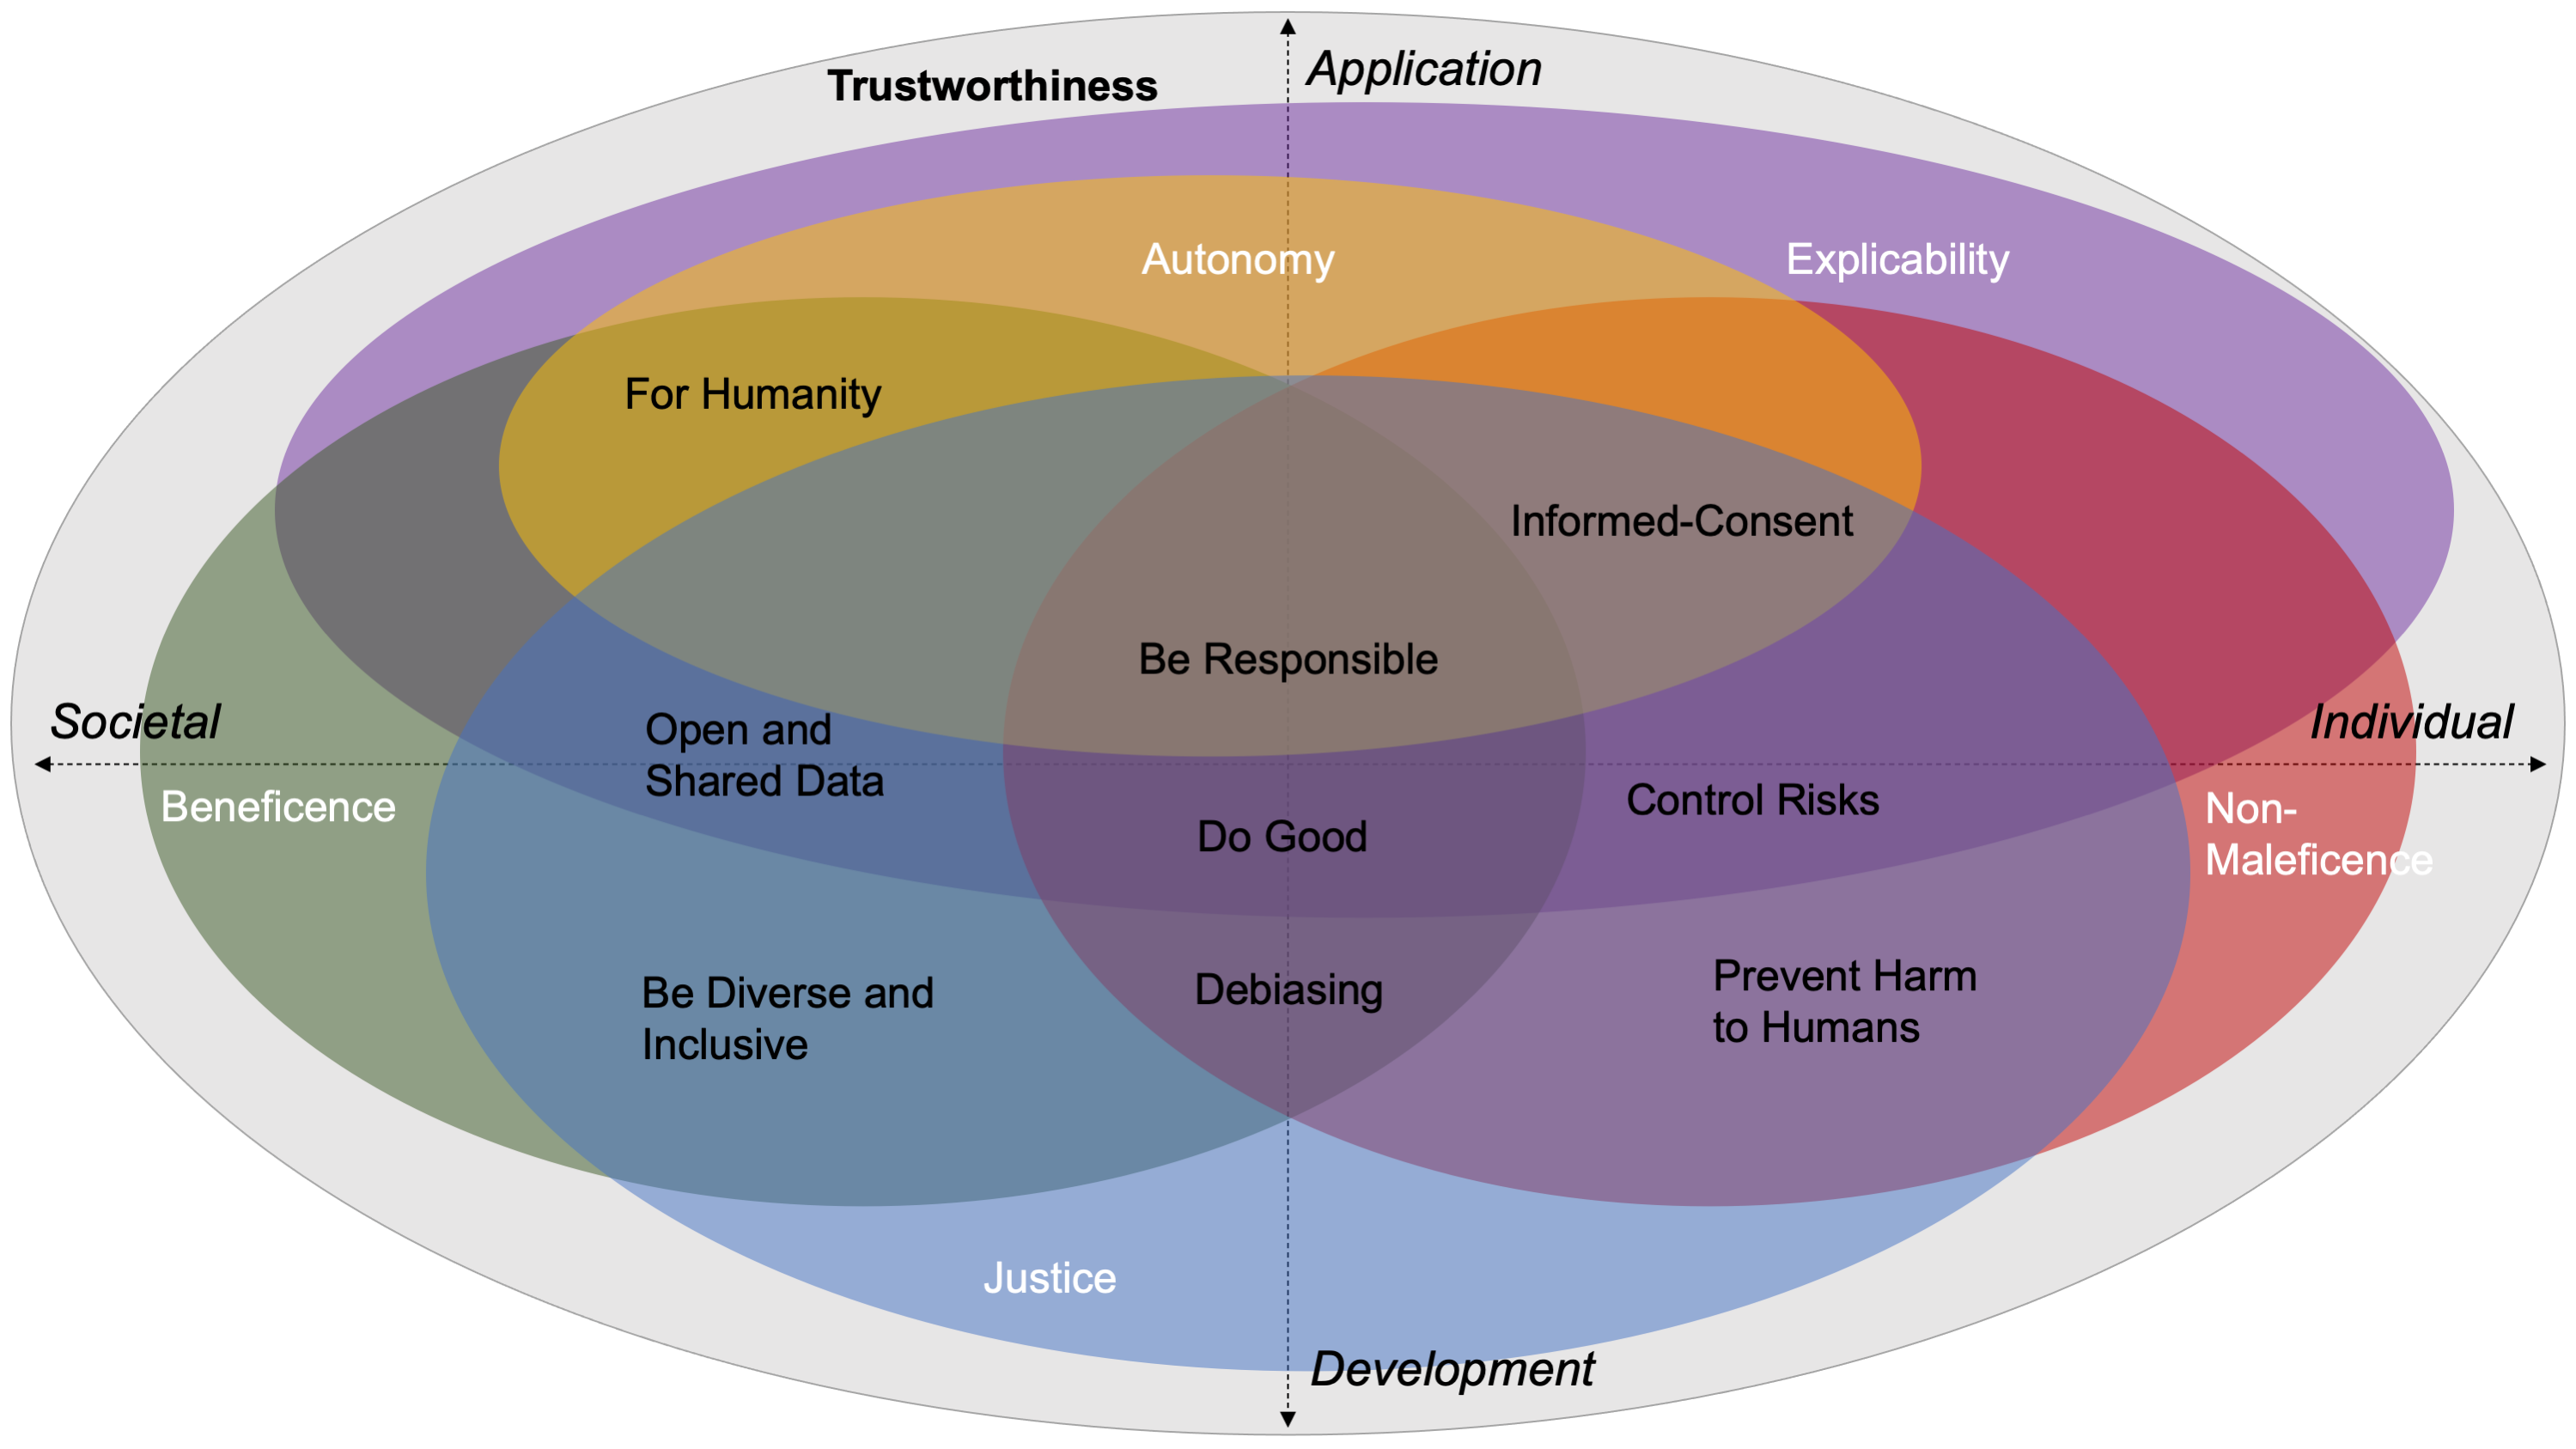 Application
Trustworthiness
Autonomy
Explicability
For Humanity
Informed-Consent
Be Responsible
Societal
Individual
Open and
Shared Data
Beneficence
Control Risks
Non-
Maleficence
Do Good
Be Diverse and
Inclusive
Debiasing
Prevent Harm
to Humans
Justice
Development